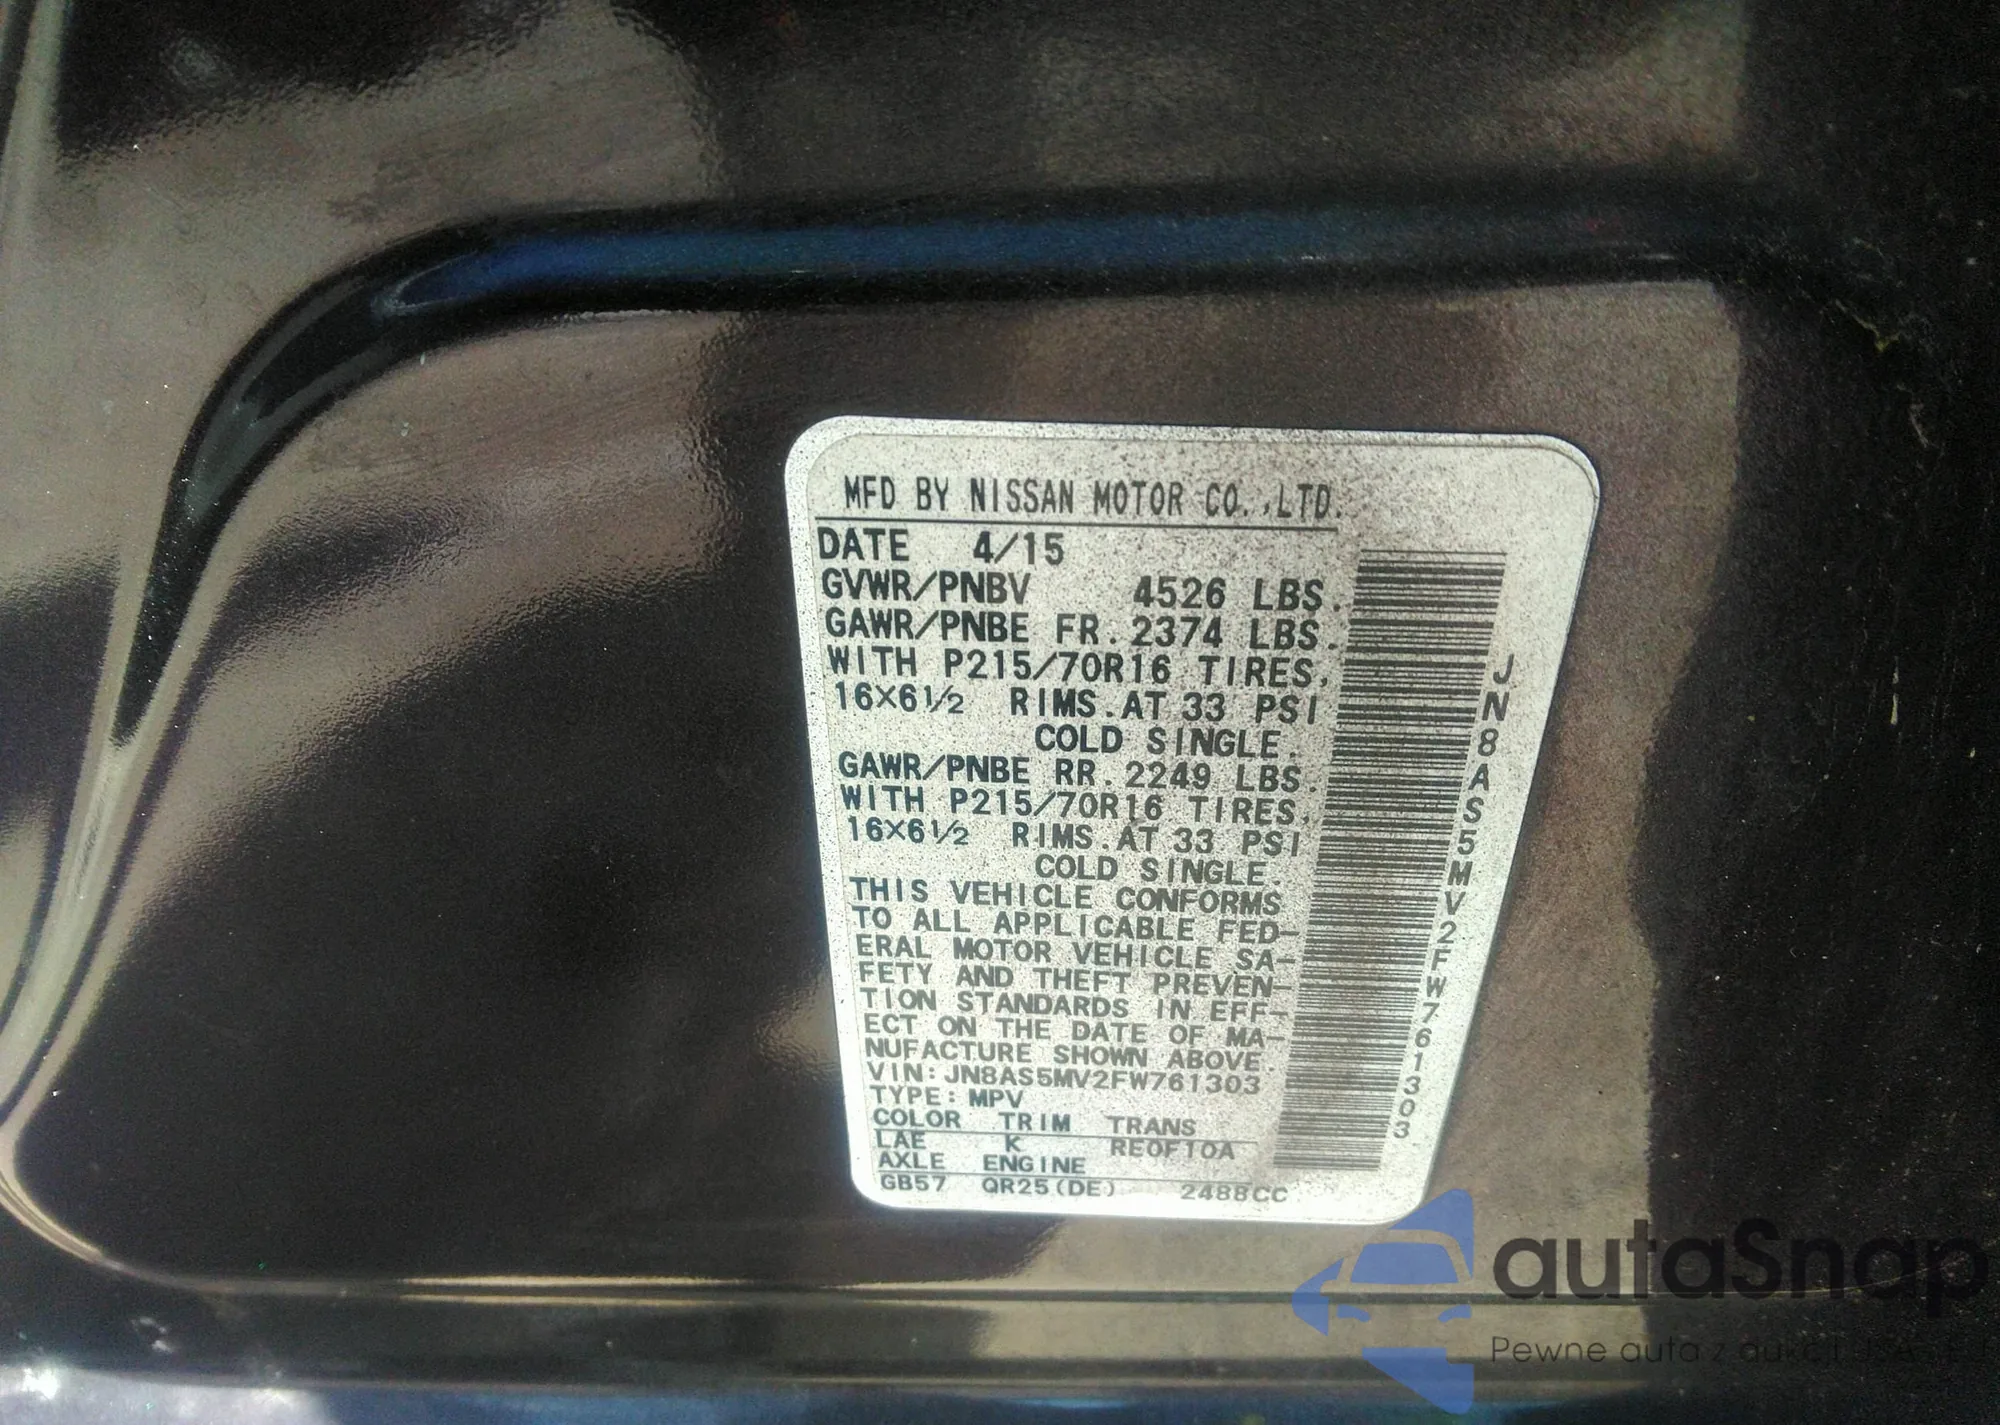 MFD BY NISSAN MOTOR CO.,LTD.
DATE 4/15
GVWR/PNBV 4526 LBS.
GAWR/PNBE FR. 2374 LBS.
WITH P215/70R16 TIRES,
16×6½ RIMS.AT 33 PSI
COLD SINGLE.
GAWR/PNBE RR. 2249 LBS.
WITH P215/70R16 TIRES,
16×6½ RIMS.AT 33 PSI
COLD SINGLE.
THIS VEHICLE CONFORMS
TO ALL APPLICABLE FED-
ERAL MOTOR VEHICLE SA-
FETY AND THEFT PREVEN-
TION STANDARDS IN EFF-
ECT ON THE DATE OF MA-
NUFACTURE SHOWN ABOVE.
VIN:JN8AS5MV2FW761303
TYPE:MPV
COLOR TRIM TRANS
LAE K RE0F10A
AXLE ENGINE
GB57 QR25(DE) 2488CC
JN8AS5MV2FW761303
autaSnap
Pewne auta z aukcji